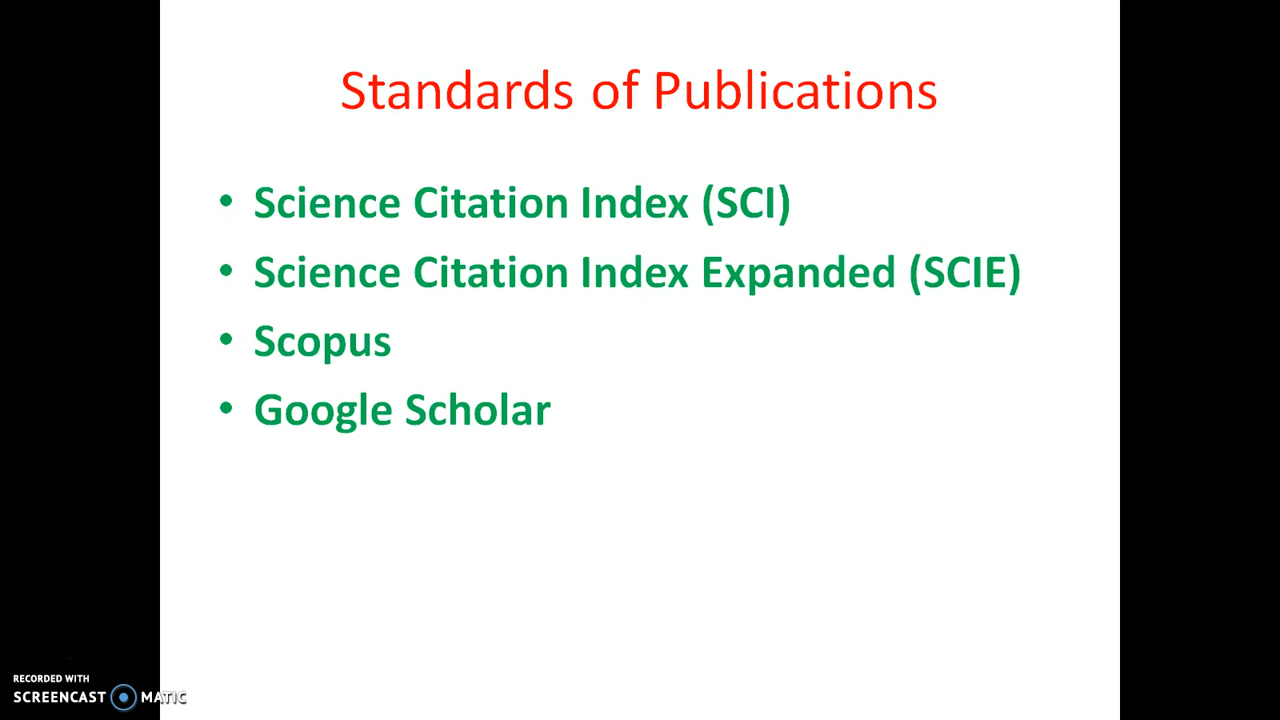 Standards of Publications
• Science Citation Index (SCI)
• Science Citation Index Expanded (SCIE)
• Scopus
• Google Scholar
RECORDED WITH
SCREENCAST MATIC